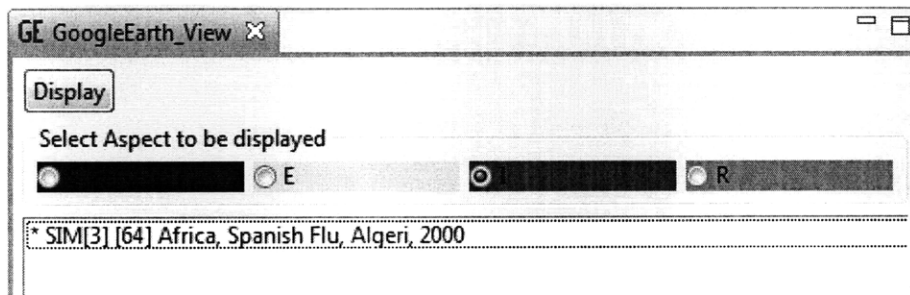 GE GoogleEarth_View
Display
Select Aspect to be displayed
E I R
* SIM[3] [64] Africa, Spanish Flu, Algeri, 2000